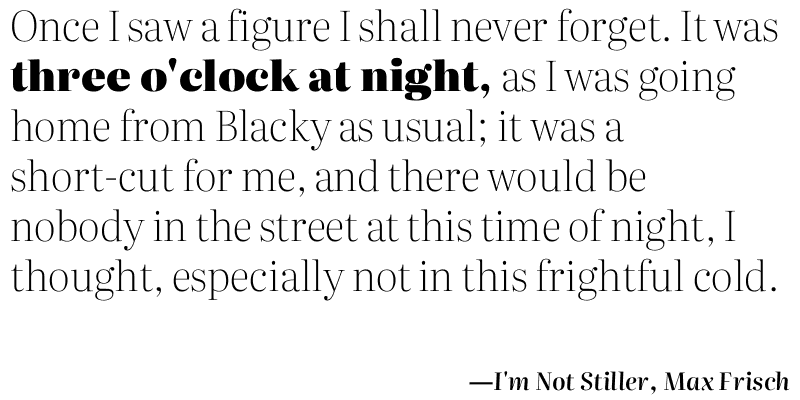 Once I saw a figure I shall never forget. It was
three o'clock at night, as I was going
home from Blacky as usual; it was a
short-cut for me, and there would be
nobody in the street at this time of night, I
thought, especially not in this frightful cold.
—I'm Not Stiller, Max Frisch